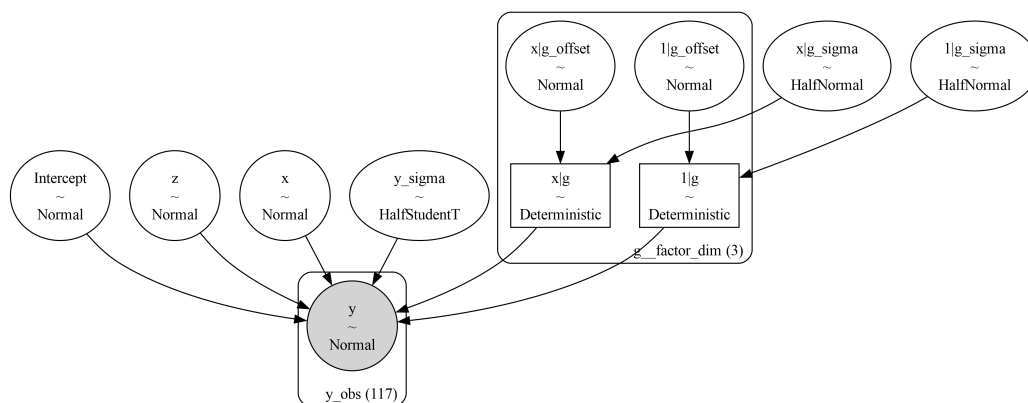 x|g_offset
~
Normal
1|g_offset
~
Normal
x|g_sigma
~
HalfNormal
1|g_sigma
~
HalfNormal
Intercept
~
Normal
z
~
Normal
x
~
Normal
y_sigma
~
HalfStudentT
x|g
~
Deterministic
1|g
~
Deterministic
g__factor_dim (3)
y
~
Normal
y_obs (117)